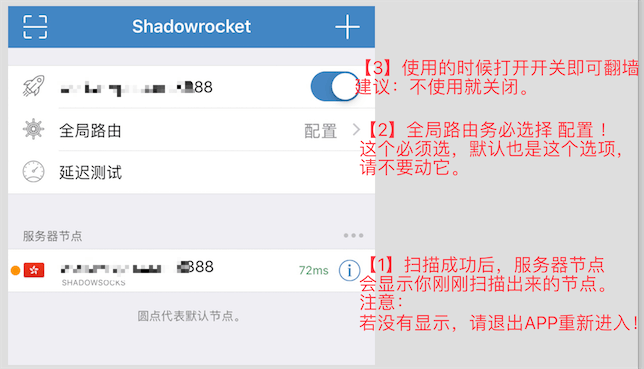 Shadowrocket
888
全局路由
配置
延迟测试
服务器节点
888
72ms
SHADOWSOCKS
圆点代表默认节点。
【3】使用的时候打开开关即可翻墙
建议：不使用就关闭。
【2】全局路由务必选择 配置！
这个必须选，默认也是这个选项，
请不要动它。
【1】扫描成功后，服务器节点
会显示你刚刚扫描出来的节点。
注意：
若没有显示，请退出APP重新进入！